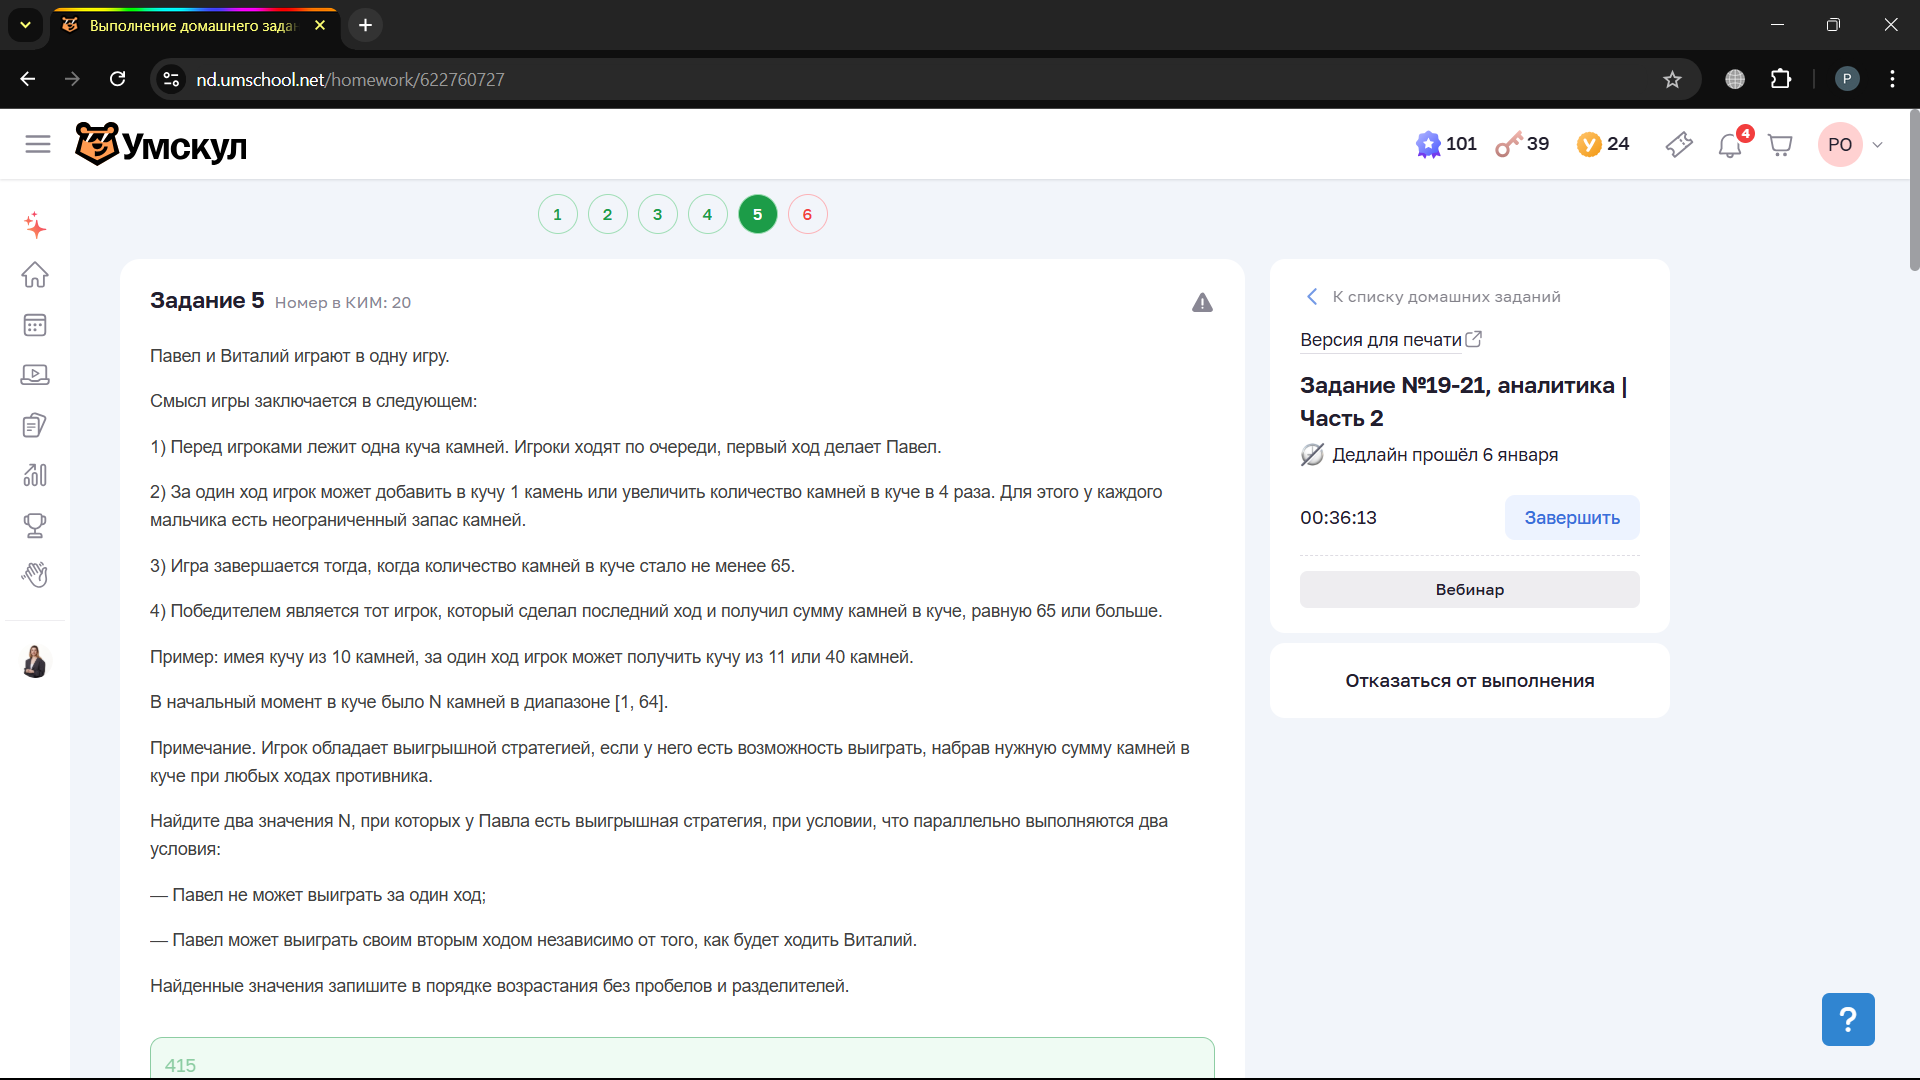 Выполнение домашнего зада
nd.umschool.net/homework/622760727
P
Умскул
101
39
У
24
4
PO
1
2
3
4
5
6
Задание 5 Номер в КИМ: 20
Павел и Виталий играют в одну игру.
Смысл игры заключается в следующем:
1) Перед игроками лежит одна куча камней. Игроки ходят по очереди, первый ход делает Павел.
2) За один ход игрок может добавить в кучу 1 камень или увеличить количество камней в куче в 4 раза. Для этого у каждого
мальчика есть неограниченный запас камней.
3) Игра завершается тогда, когда количество камней в куче стало не менее 65.
4) Победителем является тот игрок, который сделал последний ход и получил сумму камней в куче, равную 65 или больше.
Пример: имея кучу из 10 камней, за один ход игрок может получить кучу из 11 или 40 камней.
В начальный момент в куче было N камней в диапазоне [1, 64].
Примечание. Игрок обладает выигрышной стратегией, если у него есть возможность выиграть, набрав нужную сумму камней в
куче при любых ходах противника.
Найдите два значения N, при которых у Павла есть выигрышная стратегия, при условии, что параллельно выполняются два
условия:
— Павел не может выиграть за один ход;
— Павел может выиграть своим вторым ходом независимо от того, как будет ходить Виталий.
Найденные значения запишите в порядке возрастания без пробелов и разделителей.
415
К списку домашних заданий
Версия для печати
Задание №19-21, аналитика |
Часть 2
Дедлайн прошёл 6 января
00:36:13
Завершить
Вебинар
Отказаться от выполнения
?